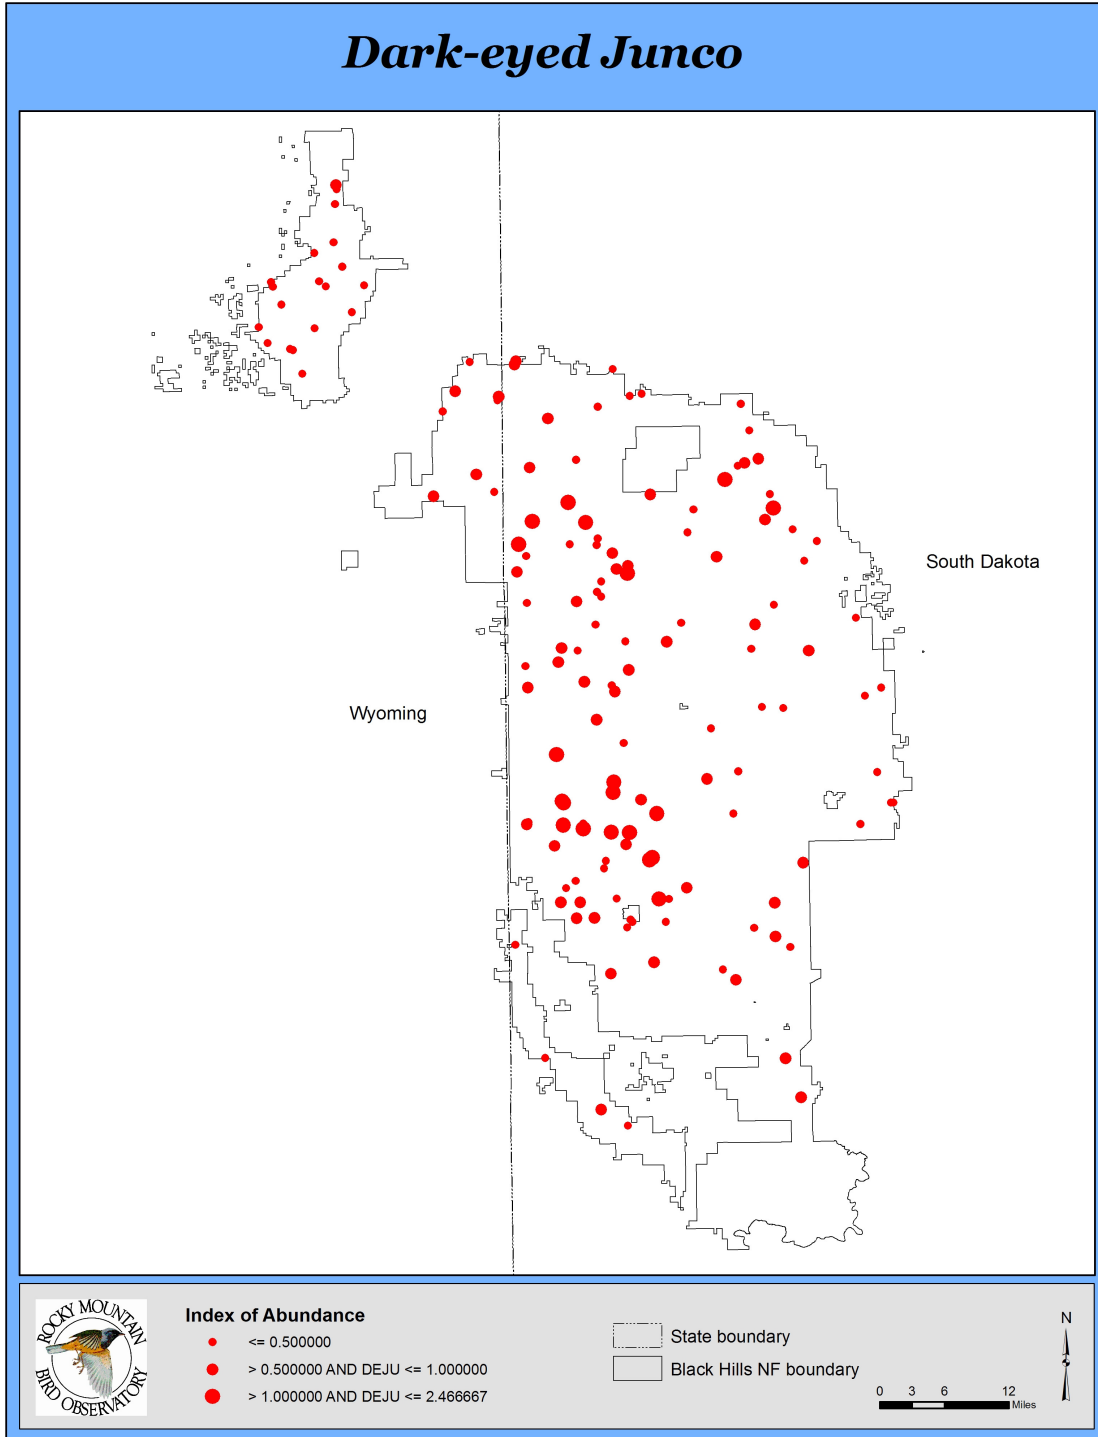 Dark-eyed Junco
South Dakota
Wyoming
ROCKY MOUNTAIN
BIRD OBSERVATORY
Index of Abundance
<= 0.500000
> 0.500000 AND DEJU <= 1.000000
> 1.000000 AND DEJU <= 2.466667
State boundary
Black Hills NF boundary
N
0 3 6 12
Miles